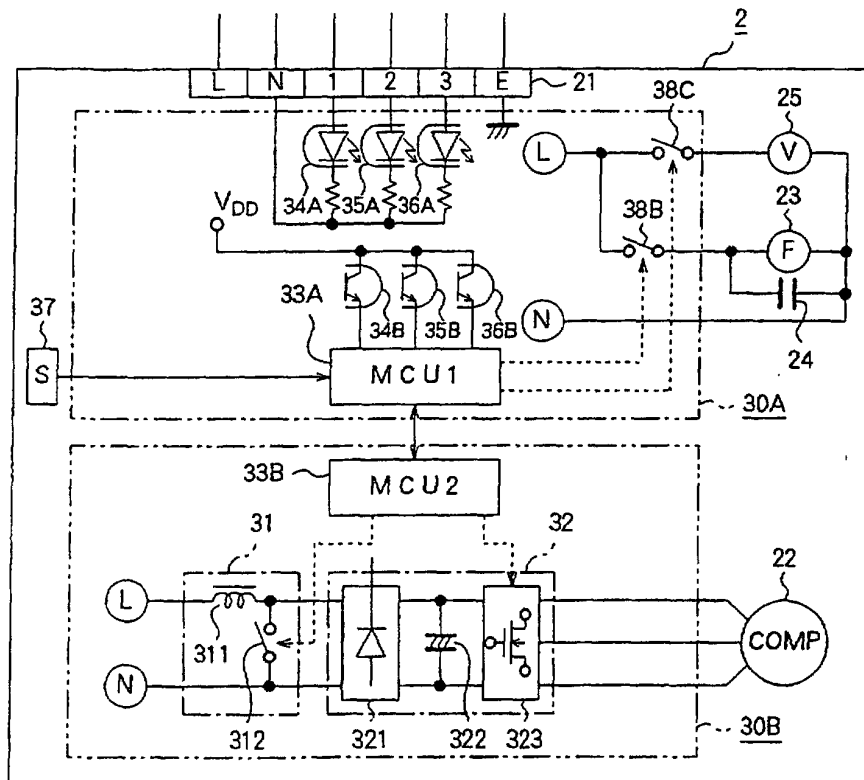 2
L N 1 2 3 E
21
38C
25
L
V
34A
35A
36A
VDD
38B
23
F
33A
34B
35B
36B
N
24
37
S
MCU1
30A
33B
MCU2
31
32
22
L
311
COMP
N
312
321
322
323
30B